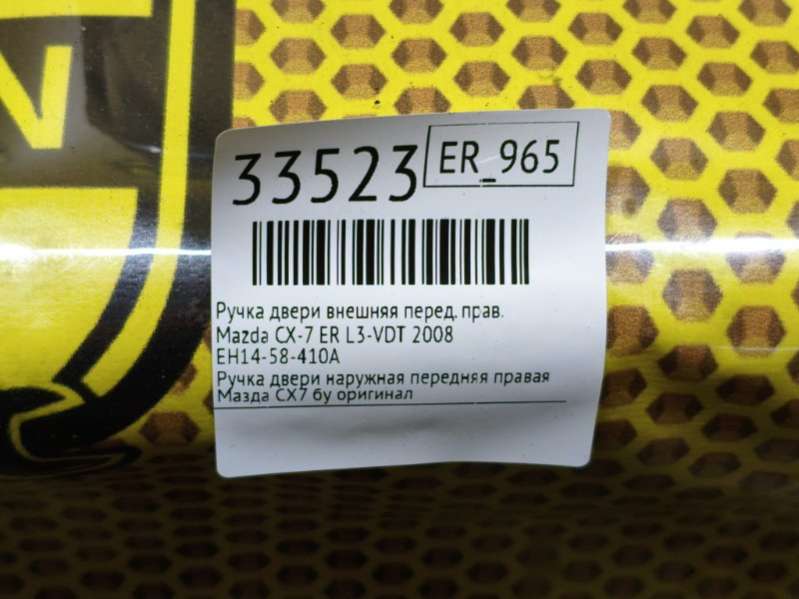 33523
ER_965
Ручка двери внешняя перед. прав.
Mazda CX-7 ER L3-VDT 2008
EH14-58-410A
Ручка двери наружная передняя правая
Мазда СХ7 бу оригинал